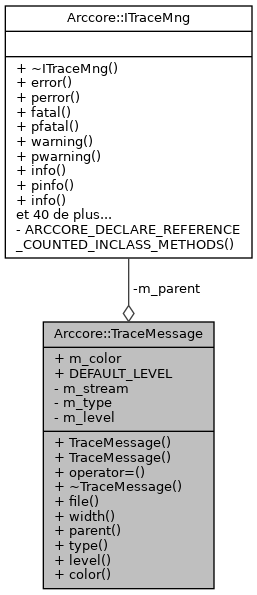 Arccore::ITraceMng
+ ~ITraceMng()
+ error()
+ perror()
+ fatal()
+ pfatal()
+ warning()
+ pwarning()
+ info()
+ pinfo()
+ info()
et 40 de plus...
- ARCCORE_DECLARE_REFERENCE
_COUNTED_INCLASS_METHODS()
-m_parent
Arccore::TraceMessage
+ m_color
+ DEFAULT_LEVEL
- m_stream
- m_type
- m_level
+ TraceMessage()
+ TraceMessage()
+ operator=()
+ ~TraceMessage()
+ file()
+ width()
+ parent()
+ type()
+ level()
+ color()